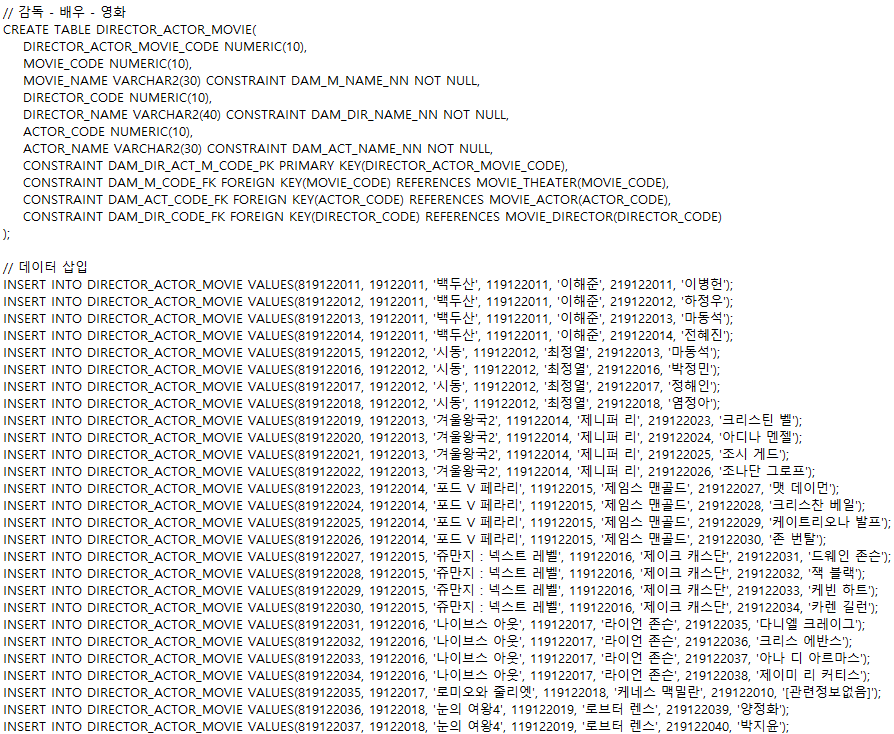 // 감독 - 배우 - 영화
CREATE TABLE DIRECTOR_ACTOR_MOVIE(
DIRECTOR_ACTOR_MOVIE_CODE NUMERIC(10),
MOVIE_CODE NUMERIC(10),
MOVIE_NAME VARCHAR2(30) CONSTRAINT DAM_M_NAME_NN NOT NULL,
DIRECTOR_CODE NUMERIC(10),
DIRECTOR_NAME VARCHAR2(40) CONSTRAINT DAM_DIR_NAME_NN NOT NULL,
ACTOR_CODE NUMERIC(10),
ACTOR_NAME VARCHAR2(30) CONSTRAINT DAM_ACT_NAME_NN NOT NULL,
CONSTRAINT DAM_DIR_ACT_M_CODE_PK PRIMARY KEY(DIRECTOR_ACTOR_MOVIE_CODE),
CONSTRAINT DAM_M_CODE_FK FOREIGN KEY(MOVIE_CODE) REFERENCES MOVIE_THEATER(MOVIE_CODE),
CONSTRAINT DAM_ACT_CODE_FK FOREIGN KEY(ACTOR_CODE) REFERENCES MOVIE_ACTOR(ACTOR_CODE),
CONSTRAINT DAM_DIR_CODE_FK FOREIGN KEY(DIRECTOR_CODE) REFERENCES MOVIE_DIRECTOR(DIRECTOR_CODE)
);
// 데이터 삽입
INSERT INTO DIRECTOR_ACTOR_MOVIE VALUES(819122011, 19122011, '백두산', 119122011, '이해준', 219122011, '이병헌');
INSERT INTO DIRECTOR_ACTOR_MOVIE VALUES(819122012, 19122011, '백두산', 119122011, '이해준', 219122012, '하정우');
INSERT INTO DIRECTOR_ACTOR_MOVIE VALUES(819122013, 19122011, '백두산', 119122011, '이해준', 219122013, '마동석');
INSERT INTO DIRECTOR_ACTOR_MOVIE VALUES(819122014, 19122011, '백두산', 119122011, '이해준', 219122014, '전혜진');
INSERT INTO DIRECTOR_ACTOR_MOVIE VALUES(819122015, 19122012, '시동', 119122012, '최정열', 219122013, '마동석');
INSERT INTO DIRECTOR_ACTOR_MOVIE VALUES(819122016, 19122012, '시동', 119122012, '최정열', 219122016, '박정민');
INSERT INTO DIRECTOR_ACTOR_MOVIE VALUES(819122017, 19122012, '시동', 119122012, '최정열', 219122017, '정해인');
INSERT INTO DIRECTOR_ACTOR_MOVIE VALUES(819122018, 19122012, '시동', 119122012, '최정열', 219122018, '염정아');
INSERT INTO DIRECTOR_ACTOR_MOVIE VALUES(819122019, 19122013, '겨울왕국2', 119122014, '제니퍼 리', 219122023, '크리스틴 벨');
INSERT INTO DIRECTOR_ACTOR_MOVIE VALUES(819122020, 19122013, '겨울왕국2', 119122014, '제니퍼 리', 219122024, '아디나 멘젤');
INSERT INTO DIRECTOR_ACTOR_MOVIE VALUES(819122021, 19122013, '겨울왕국2', 119122014, '제니퍼 리', 219122025, '조시 게드');
INSERT INTO DIRECTOR_ACTOR_MOVIE VALUES(819122022, 19122013, '겨울왕국2', 119122014, '제니퍼 리', 219122026, '조나단 그로프');
INSERT INTO DIRECTOR_ACTOR_MOVIE VALUES(819122023, 19122014, '포드 V 페라리', 119122015, '제임스 맨골드', 219122027, '맷 데이먼');
INSERT INTO DIRECTOR_ACTOR_MOVIE VALUES(819122024, 19122014, '포드 V 페라리', 119122015, '제임스 맨골드', 219122028, '크리스찬 베일');
INSERT INTO DIRECTOR_ACTOR_MOVIE VALUES(819122025, 19122014, '포드 V 페라리', 119122015, '제임스 맨골드', 219122029, '케이트리오나 발프');
INSERT INTO DIRECTOR_ACTOR_MOVIE VALUES(819122026, 19122014, '포드 V 페라리', 119122015, '제임스 맨골드', 219122030, '존 번탈');
INSERT INTO DIRECTOR_ACTOR_MOVIE VALUES(819122027, 19122015, '쥬만지 : 넥스트 레벨', 119122016, '제이크 캐스단', 219122031, '드웨인 존슨');
INSERT INTO DIRECTOR_ACTOR_MOVIE VALUES(819122028, 19122015, '쥬만지 : 넥스트 레벨', 119122016, '제이크 캐스단', 219122032, '잭 블랙');
INSERT INTO DIRECTOR_ACTOR_MOVIE VALUES(819122029, 19122015, '쥬만지 : 넥스트 레벨', 119122016, '제이크 캐스단', 219122033, '케빈 하트');
INSERT INTO DIRECTOR_ACTOR_MOVIE VALUES(819122030, 19122015, '쥬만지 : 넥스트 레벨', 119122016, '제이크 캐스단', 219122034, '카렌 길런');
INSERT INTO DIRECTOR_ACTOR_MOVIE VALUES(819122031, 19122016, '나이브스 아웃', 119122017, '라이언 존슨', 219122035, '다니엘 크레이그');
INSERT INTO DIRECTOR_ACTOR_MOVIE VALUES(819122032, 19122016, '나이브스 아웃', 119122017, '라이언 존슨', 219122036, '크리스 에반스');
INSERT INTO DIRECTOR_ACTOR_MOVIE VALUES(819122033, 19122016, '나이브스 아웃', 119122017, '라이언 존슨', 219122037, '아나 디 아르마스');
INSERT INTO DIRECTOR_ACTOR_MOVIE VALUES(819122034, 19122016, '나이브스 아웃', 119122017, '라이언 존슨', 219122038, '제이미 리 커티스');
INSERT INTO DIRECTOR_ACTOR_MOVIE VALUES(819122035, 19122017, '로미오와 줄리엣', 119122018, '케네스 맥밀란', 219122010, '[관련정보없음]');
INSERT INTO DIRECTOR_ACTOR_MOVIE VALUES(819122036, 19122018, '눈의 여왕4', 119122019, '로브터 렌스', 219122039, '양정화');
INSERT INTO DIRECTOR_ACTOR_MOVIE VALUES(819122037, 19122018, '눈의 여왕4', 119122019, '로브터 렌스', 219122040, '박지윤');